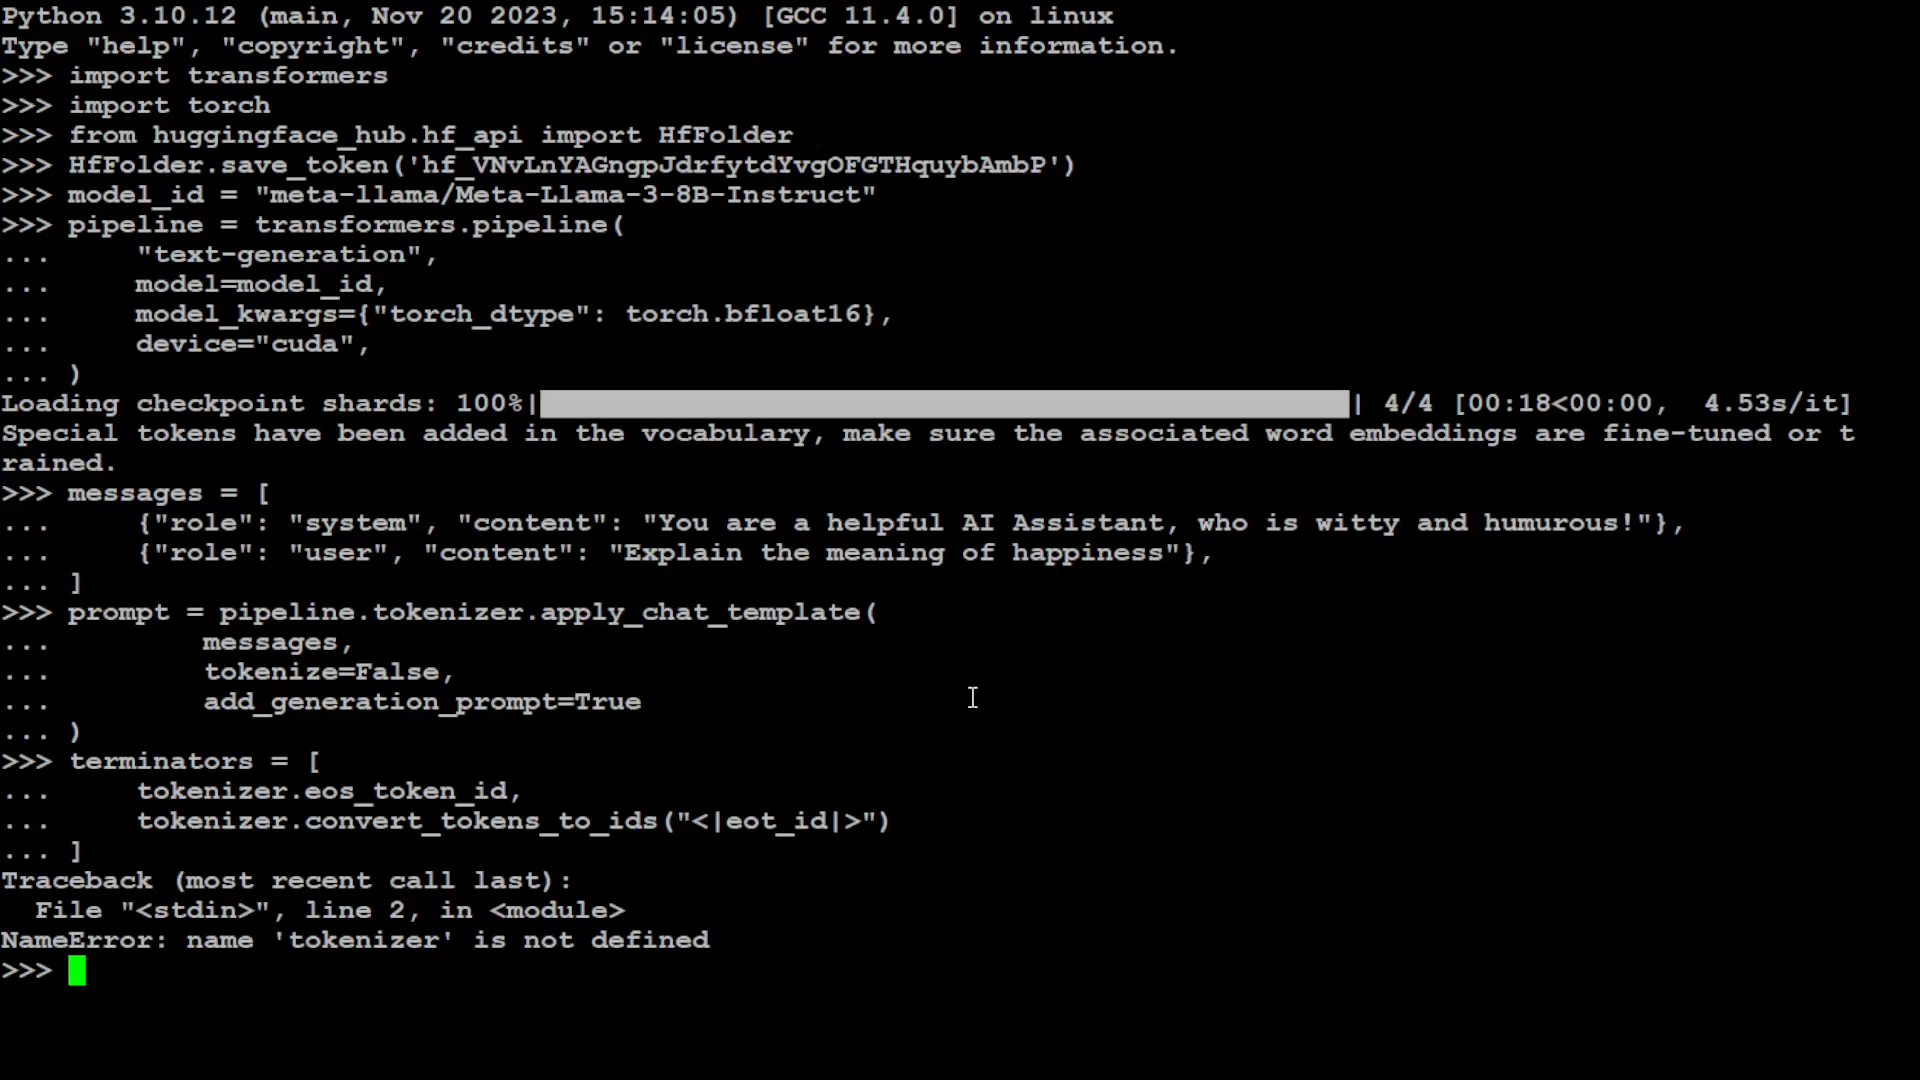 Python 3.10.12 (main, Nov 20 2023, 15:14:05) [GCC 11.4.0] on linux
Type "help", "copyright", "credits" or "license" for more information.
>>> import transformers
>>> import torch
>>> from huggingface_hub.hf_api import HfFolder
>>> HfFolder.save_token('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')
>>> model_id = "meta-llama/Meta-Llama-3-8B-Instruct"
>>> pipeline = transformers.pipeline(
...     "text-generation",
...     model=model_id,
...     model_kwargs={"torch_dtype": torch.bfloat16},
...     device="cuda",
... )
Loading checkpoint shards: 100%| | 4/4 [00:18<00:00,  4.53s/it]
Special tokens have been added in the vocabulary, make sure the associated word embeddings are fine-tuned or t
rained.
>>> messages = [
...     {"role": "system", "content": "You are a helpful AI Assistant, who is witty and humurous!"},
...     {"role": "user", "content": "Explain the meaning of happiness"},
... ]
>>> prompt = pipeline.tokenizer.apply_chat_template(
...         messages,
...         tokenize=False,
...         add_generation_prompt=True
... )
>>> terminators = [
...     tokenizer.eos_token_id,
...     tokenizer.convert_tokens_to_ids("<|eot_id|>")
... ]
Traceback (most recent call last):
  File "<stdin>", line 2, in <module>
NameError: name 'tokenizer' is not defined
>>>